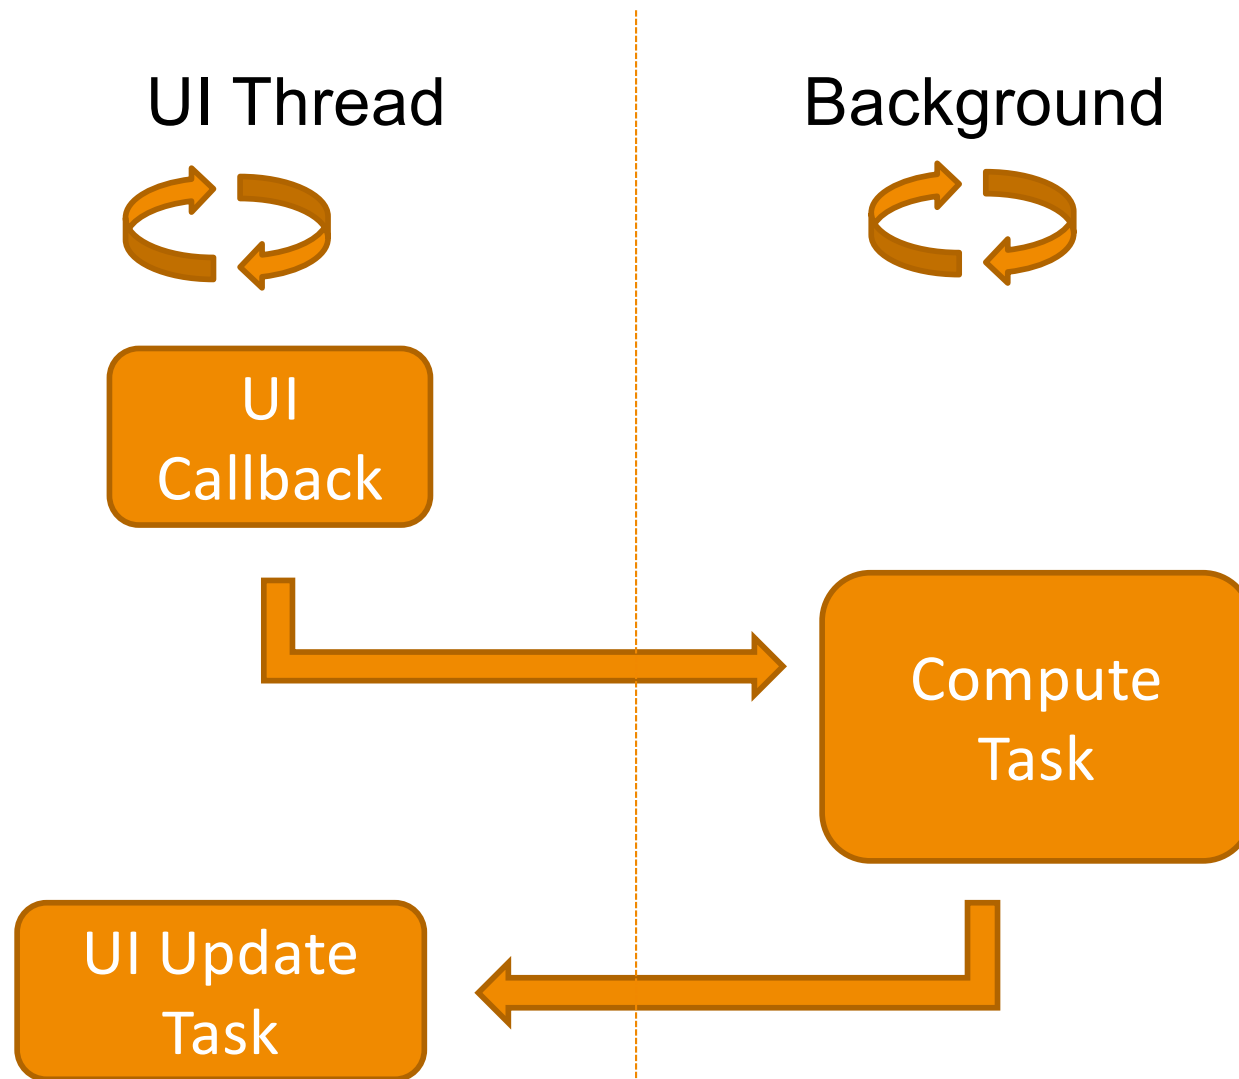 UI Thread
Background
UI
Callback
Compute
Task
UI Update
Task